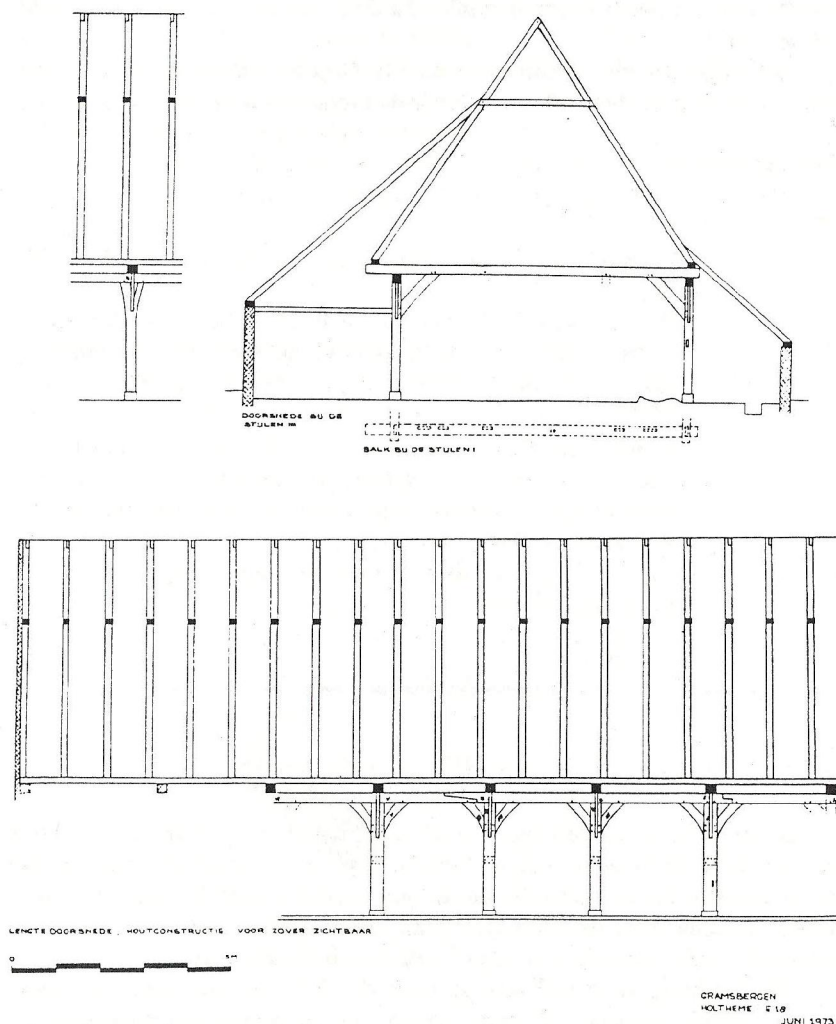 DOORSNEDE BIJ DE
STIJLEN III
BALK BIJ DE STIJLEN I
LENGTE DOORSNEDE, HOUTCONSTRUCTIE VOOR ZOVER ZICHTBAAR
0 5M
GRAMSBERGEN
HOLTHEME E 18
JUNI 1973